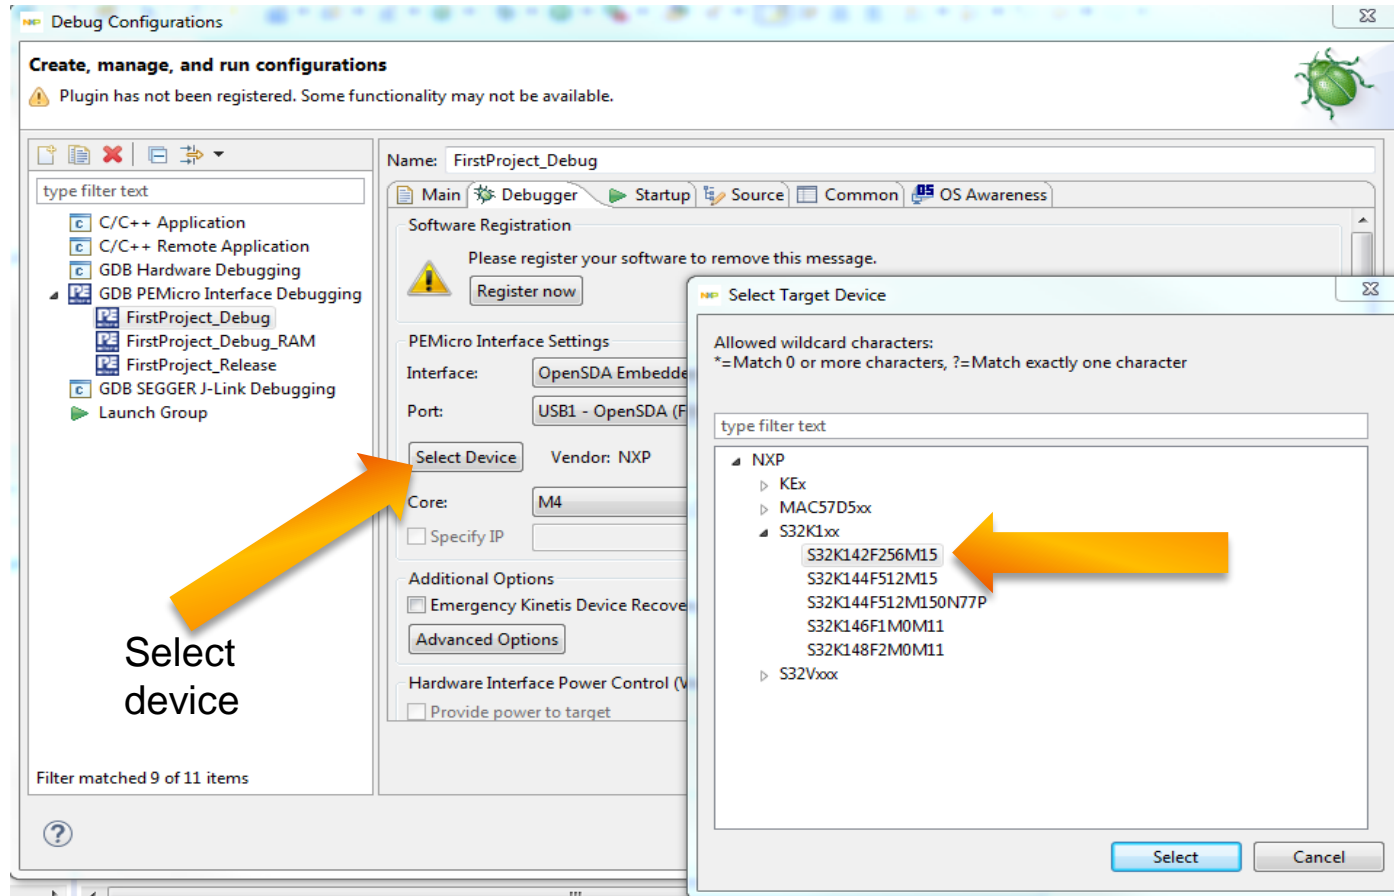 NXP Debug Configurations
Create, manage, and run configurations
Plugin has not been registered. Some functionality may not be available.
type filter text
C/C++ Application
C/C++ Remote Application
GDB Hardware Debugging
GDB PEMicro Interface Debugging
FirstProject_Debug
FirstProject_Debug_RAM
FirstProject_Release
GDB SEGGER J-Link Debugging
Launch Group
Filter matched 9 of 11 items
Name: FirstProject_Debug
Main Debugger Startup Source Common OS Awareness
Software Registration
Please register your software to remove this message.
Register now
PEMicro Interface Settings
Interface: OpenSDA Embedde
Port: USB1 - OpenSDA (F
Select Device Vendor: NXP
Core: M4
Specify IP
Additional Options
Emergency Kinetis Device Recove
Advanced Options
Hardware Interface Power Control (V
Provide power to target
Select
device
NXP Select Target Device
Allowed wildcard characters:
*=Match 0 or more characters, ?=Match exactly one character
type filter text
NXP
KEx
MAC57D5xx
S32K1xx
S32K142F256M15
S32K144F512M15
S32K144F512M150N77P
S32K146F1M0M11
S32K148F2M0M11
S32Vxxx
Select Cancel